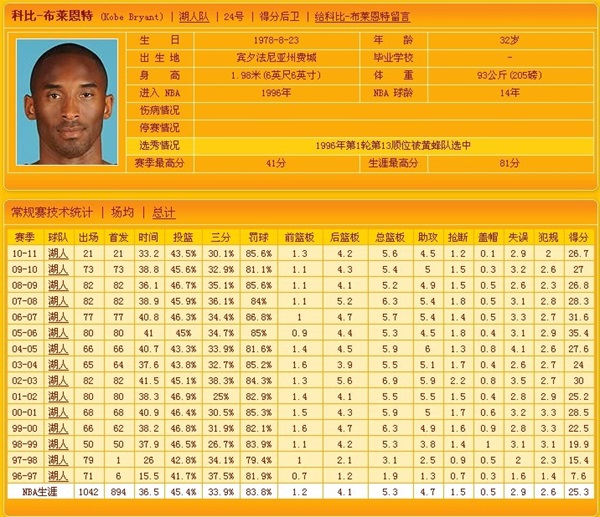 科比-布莱恩特 (Kobe Bryant) | 湖人队 | 24号 | 得分后卫 | 给科比-布莱恩特留言
生 日 1978-8-23 年 龄 32岁
出 生 地 宾夕法尼亚州费城 毕业学校 -
身 高 1.98米(6英尺6英寸) 体 重 93公斤(205磅)
进入 NBA 1996年 NBA 球龄 14年
伤病情况
停赛情况
选秀情况 1996年第1轮第13顺位被黄蜂队选中
赛季最高分 41分 生涯最高分 81分
常规赛技术统计 | 场均 | 总计
赛季 球队 出场 首发 时间 投篮 三分 罚球 前篮板 后篮板 总篮板 助攻 抢断 盖帽 失误 犯规 得分
10-11 湖人 21 21 33.2 43.5% 30.1% 85.6% 1.3 4.2 5.6 4.5 1.2 0.1 2.9 2 26.7
09-10 湖人 73 73 38.8 45.6% 32.9% 81.1% 1.1 4.3 5.4 5 1.5 0.3 3.2 2.6 27
08-09 湖人 82 82 36.1 46.7% 35.1% 85.6% 1.1 4.1 5.2 4.9 1.5 0.5 2.6 2.3 26.8
07-08 湖人 82 82 38.9 45.9% 36.1% 84% 1.1 5.2 6.3 5.4 1.8 0.5 3.1 2.8 28.3
06-07 湖人 77 77 40.8 46.3% 34.4% 86.8% 1 4.7 5.7 5.4 1.4 0.5 3.3 2.7 31.6
05-06 湖人 80 80 41 45% 34.7% 85% 0.9 4.4 5.3 4.5 1.8 0.4 3.1 2.9 35.4
04-05 湖人 66 66 40.7 43.3% 33.9% 81.6% 1.4 4.5 5.9 6 1.3 0.8 4.1 2.6 27.6
03-04 湖人 65 64 37.6 43.8% 32.7% 85.2% 1.6 3.9 5.5 5.1 1.7 0.4 2.6 2.7 24
02-03 湖人 82 82 41.5 45.1% 38.3% 84.3% 1.3 5.6 6.9 5.9 2.2 0.8 3.5 2.7 30
01-02 湖人 80 80 38.3 46.9% 25% 82.9% 1.4 4.1 5.5 5.5 1.5 0.4 2.8 2.9 25.2
00-01 湖人 68 68 40.9 46.4% 30.5% 85.3% 1.5 4.3 5.9 5 1.7 0.6 3.2 3.3 28.5
99-00 湖人 66 62 38.2 46.8% 31.9% 82.1% 1.6 4.7 6.3 4.9 1.6 0.9 2.8 3.3 22.5
98-99 湖人 50 50 37.9 46.5% 26.7% 83.9% 1.1 4.2 5.3 3.8 1.4 1 3.1 3.1 19.9
97-98 湖人 79 1 26 42.8% 34.1% 79.4% 1 2.1 3.1 2.5 0.9 0.5 2 2.3 15.4
96-97 湖人 71 6 15.5 41.7% 37.5% 81.9% 0.7 1.2 1.9 1.3 0.7 0.3 1.6 1.4 7.6
NBA生涯 1042 894 36.5 45.4% 33.9% 83.8% 1.2 4.1 5.3 4.7 1.5 0.5 2.9 2.6 25.3